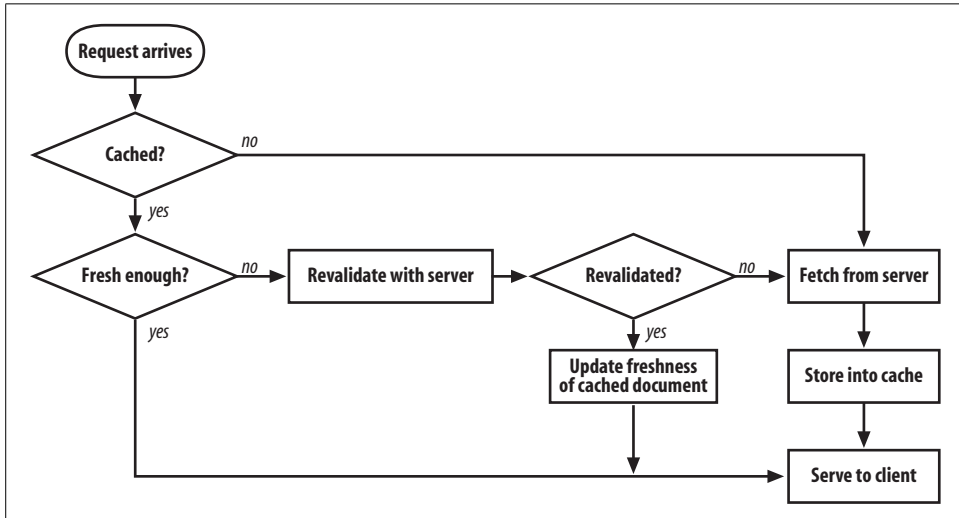 Request arrives
Cached?
no
yes
Fresh enough?
no
Revalidate with server
Revalidated?
no
Fetch from server
yes
yes
Update freshness
of cached document
Store into cache
Serve to client